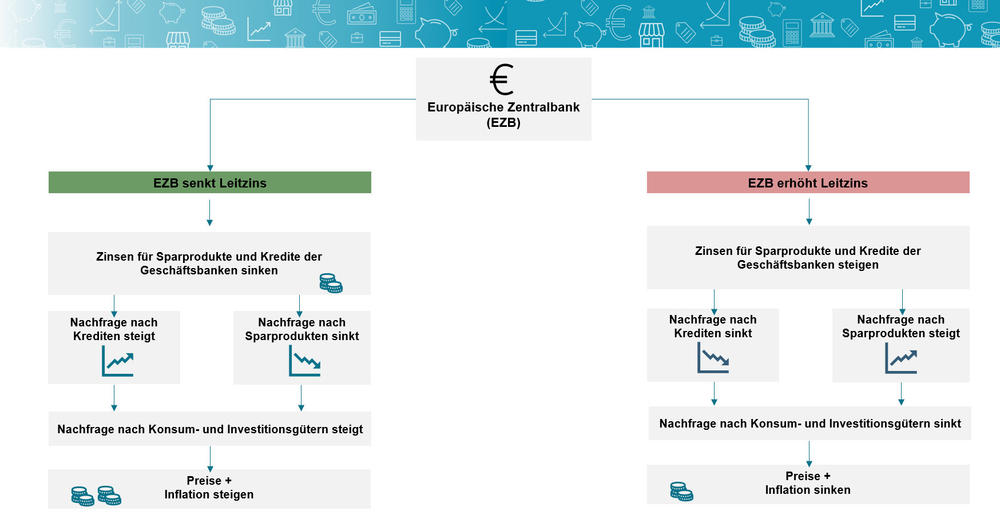 €
Europäische Zentralbank
(EZB)
EZB senkt Leitzins
Zinsen für Sparprodukte und Kredite der
Geschäftsbanken sinken
Nachfrage nach
Krediten steigt
Nachfrage nach
Sparprodukten sinkt
Nachfrage nach Konsum- und Investitionsgütern steigt
Preise +
Inflation steigen
EZB erhöht Leitzins
Zinsen für Sparprodukte und Kredite der
Geschäftsbanken steigen
Nachfrage nach
Krediten sinkt
Nachfrage nach
Sparprodukten steigt
Nachfrage nach Konsum- und Investitionsgütern sinkt
Preise +
Inflation sinken